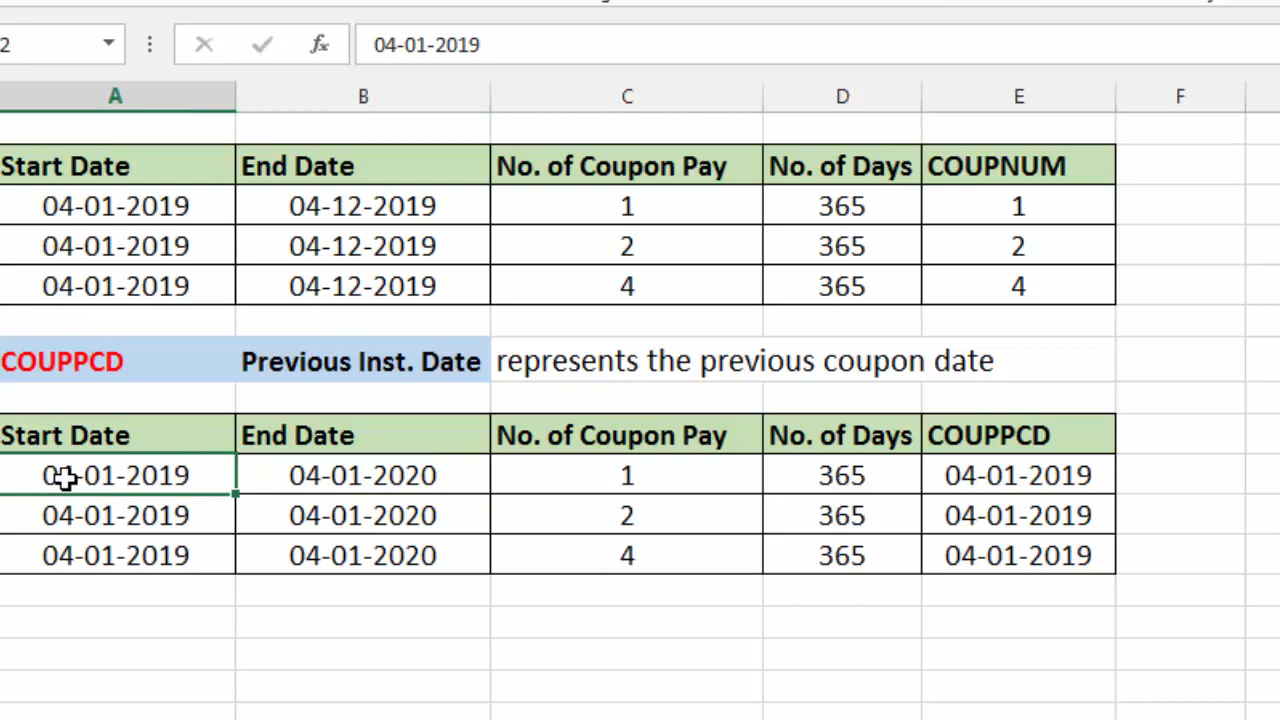 2 fx 04-01-2019
A B C D E F
Start Date End Date No. of Coupon Pay No. of Days COUPNUM
04-01-2019 04-12-2019 1 365 1
04-01-2019 04-12-2019 2 365 2
04-01-2019 04-12-2019 4 365 4
COUPPCD Previous Inst. Date represents the previous coupon date
Start Date End Date No. of Coupon Pay No. of Days COUPPCD
04-01-2019 04-01-2020 1 365 04-01-2019
04-01-2019 04-01-2020 2 365 04-01-2019
04-01-2019 04-01-2020 4 365 04-01-2019